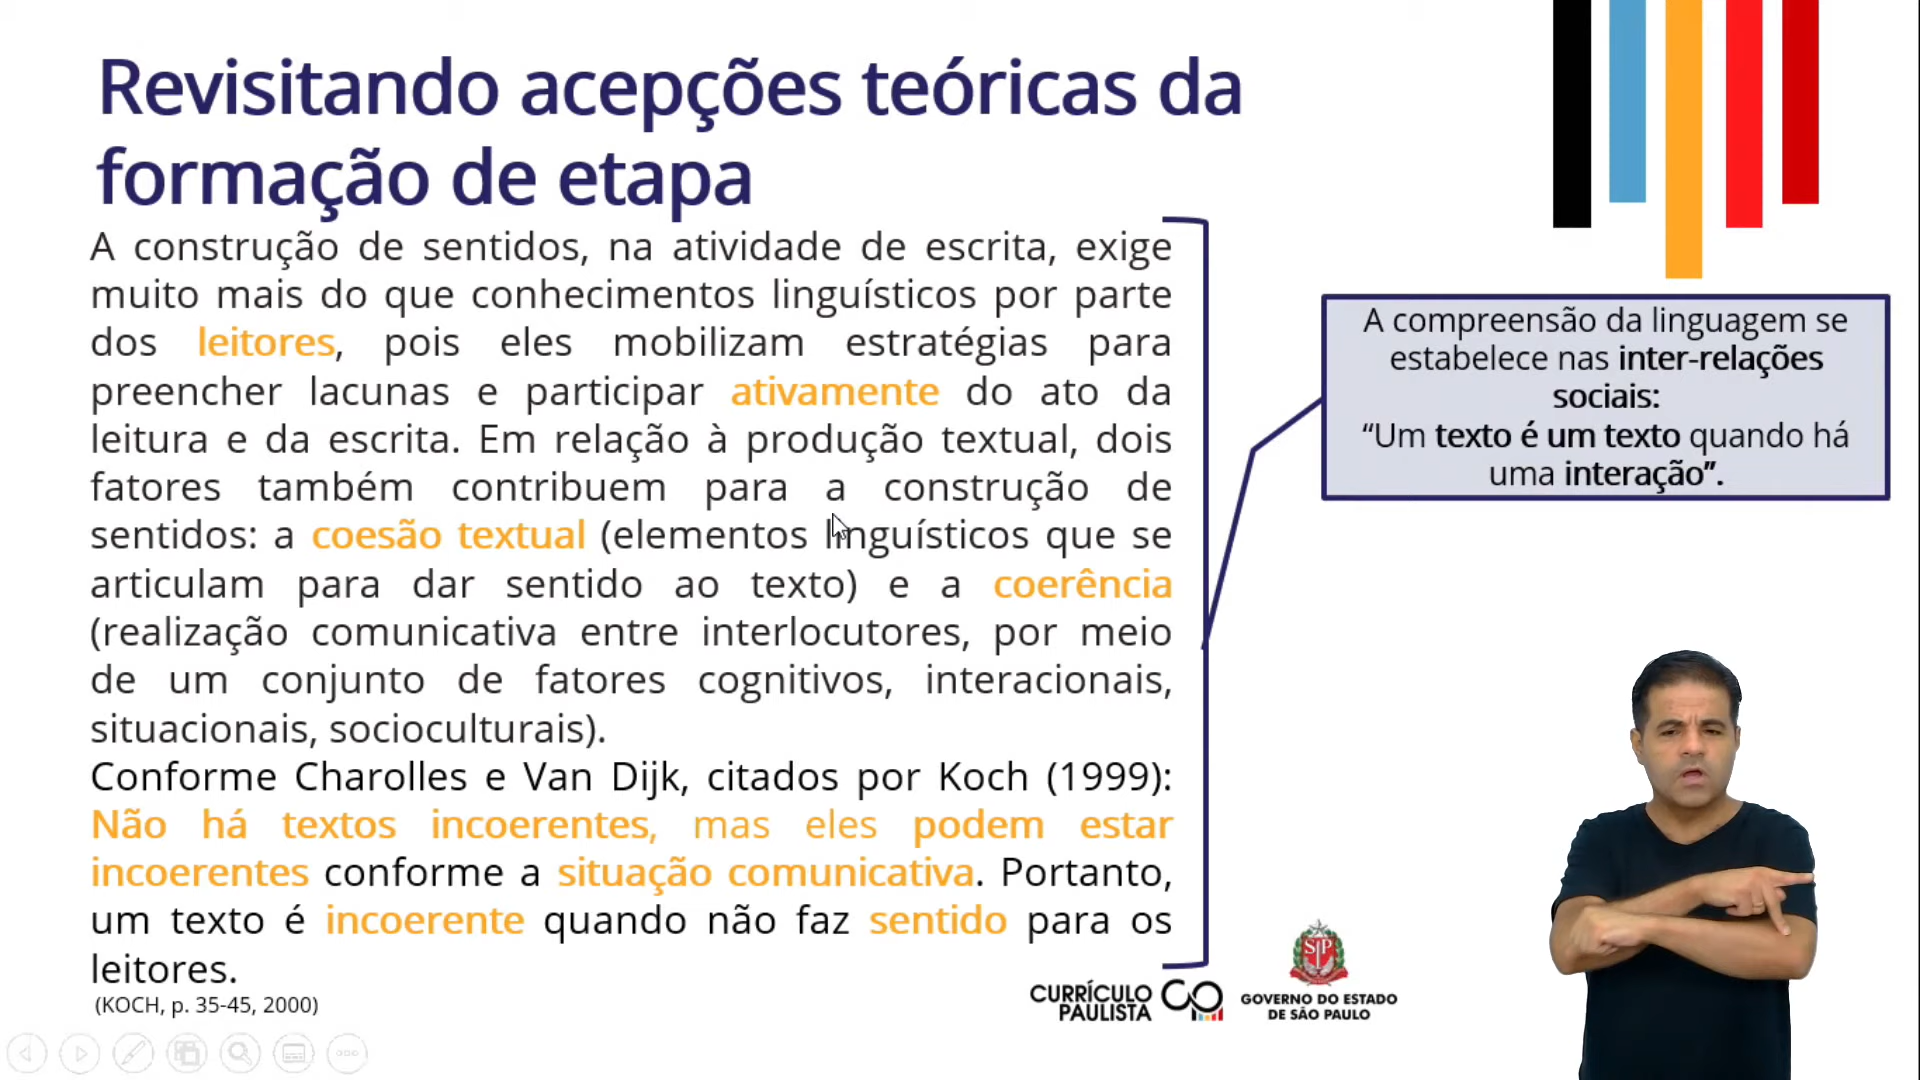 Revisitando acepções teóricas da
formação de etapa
A construção de sentidos, na atividade de escrita, exige
muito mais do que conhecimentos linguísticos por parte
dos leitores, pois eles mobilizam estratégias para
preencher lacunas e participar ativamente do ato da
leitura e da escrita. Em relação à produção textual, dois
fatores também contribuem para a construção de
sentidos: a coesão textual (elementos linguísticos que se
articulam para dar sentido ao texto) e a coerência
(realização comunicativa entre interlocutores, por meio
de um conjunto de fatores cognitivos, interacionais,
situacionais, socioculturais).
Conforme Charolles e Van Dijk, citados por Koch (1999):
Não há textos incoerentes, mas eles podem estar
incoerentes conforme a situação comunicativa. Portanto,
um texto é incoerente quando não faz sentido para os
leitores.
(KOCH, p. 35-45, 2000)
A compreensão da linguagem se
estabelece nas inter-relações
sociais:
“Um texto é um texto quando há
uma interação”.
CURRÍCULO
PAULISTA
SP
GOVERNO DO ESTADO
DE SÃO PAULO